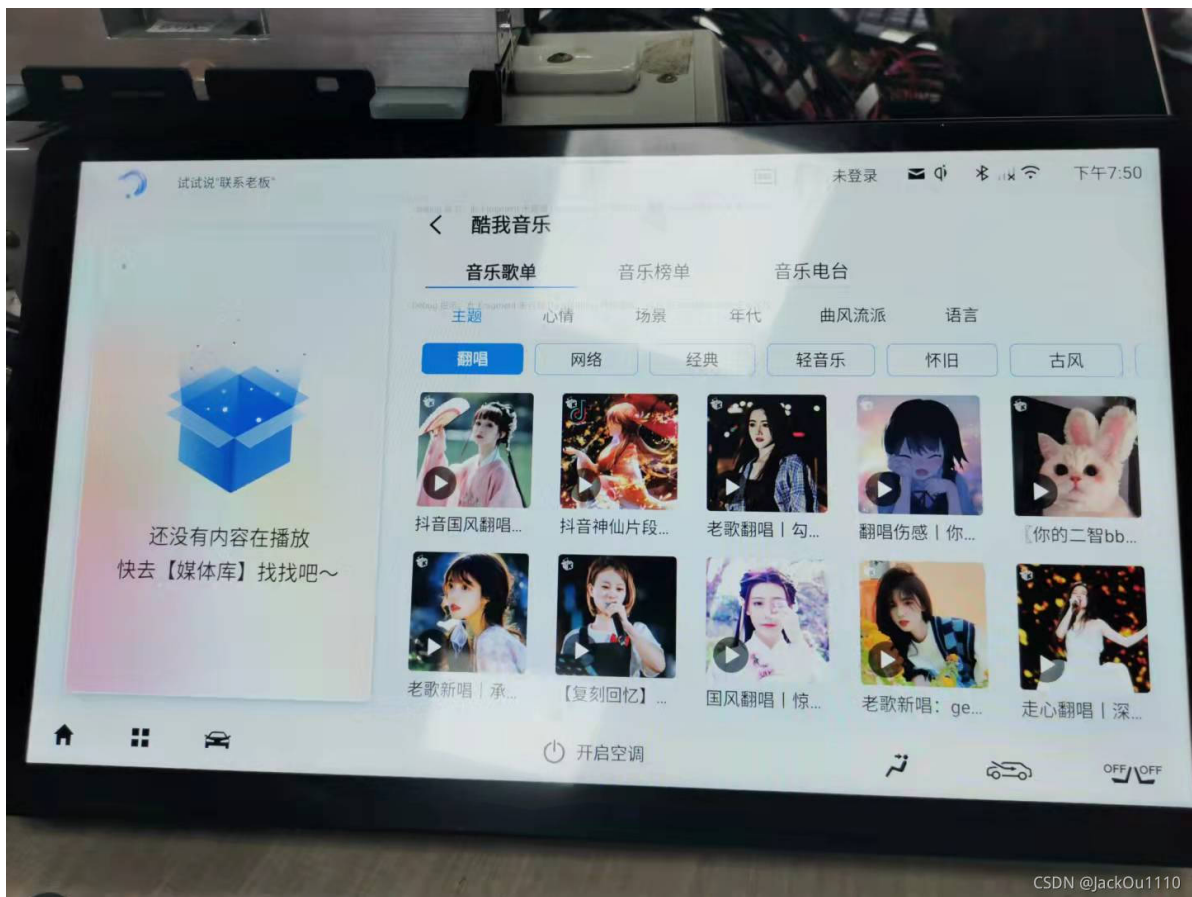 试试说"联系老板"
未登录
下午7:50
酷我音乐
音乐歌单 音乐榜单 音乐电台
主题 心情 场景 年代 曲风流派 语言
翻唱 网络 经典 轻音乐 怀旧 古风
抖音国风翻唱... 抖音神仙片段... 老歌翻唱丨勾... 翻唱伤感丨你... 〖你的二智bb...
还没有内容在播放
快去【媒体库】找找吧～
老歌新唱丨承... 【复刻回忆】... 国风翻唱丨惊... 老歌新唱：ge... 走心翻唱丨深...
开启空调
OFF OFF
CSDN @JackOu1110